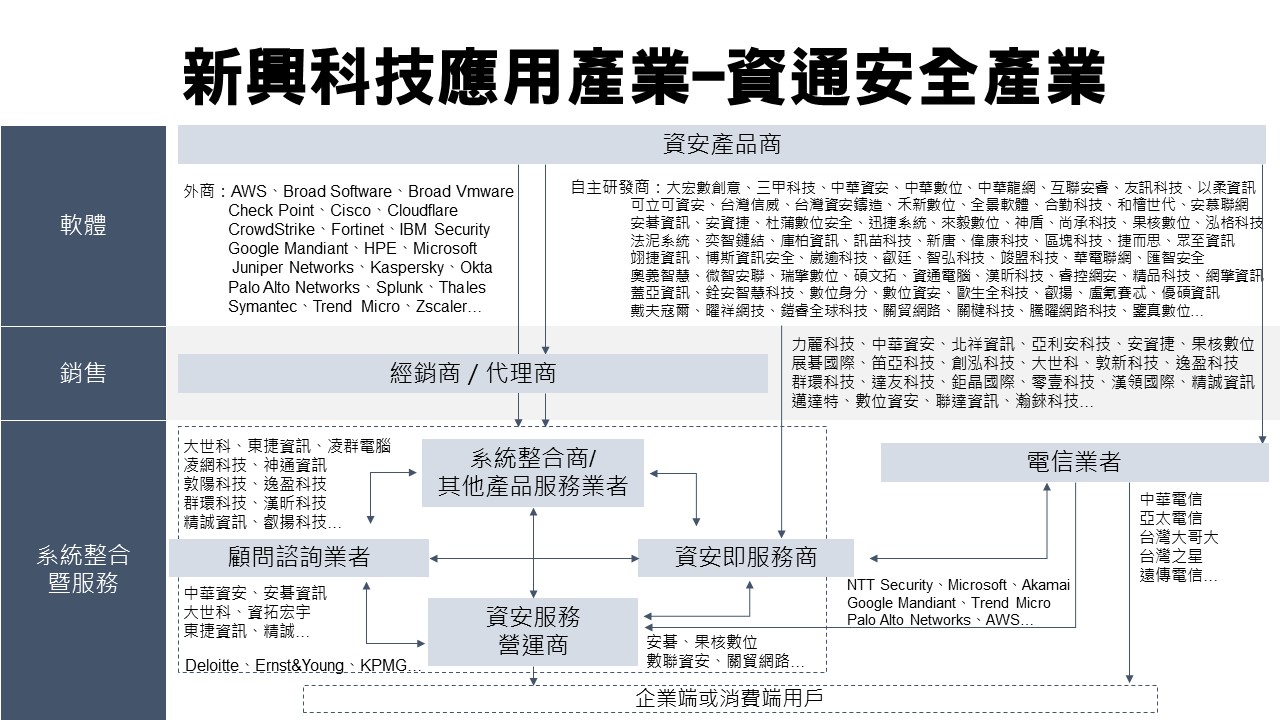 新興科技應用產業-資通安全產業
軟體
資安產品商
外商：AWS、Broad Software、Broad Vmware
Check Point、Cisco、Cloudflare
CrowdStrike、Fortinet、IBM Security
Google Mandiant、HPE、Microsoft
Juniper Networks、Kaspersky、Okta
Palo Alto Networks、Splunk、Thales
Symantec、Trend Micro、Zscaler…
自主研發商：大宏數創意、三甲科技、中華資安、中華數位、中華龍網、互聯安睿、友訊科技、以柔資訊
可立可資安、台灣信威、台灣資安鑄造、禾新數位、全景軟體、合勤科技、和檜世代、安慕聯網
安碁資訊、安資捷、杜蒲數位安全、迅捷系統、來毅數位、神盾、尚承科技、果核數位、泓格科技
法泥系統、奕智鏈結、庫柏資訊、訊苗科技、新唐、偉康科技、區塊科技、捷而思、眾至資訊
翊捷資訊、博斯資訊安全、崴逾科技、叡廷、智弘科技、竣盟科技、華電聯網、匯智安全
奧義智慧、微智安聯、瑞擎數位、碩文拓、資通電腦、漢昕科技、睿控網安、精品科技、網擎資訊
蓋亞資訊、銓安智慧科技、數位身分、數位資安、歐生全科技、叡揚、盧氪賽忒、優碩資訊
戴夫寇爾、曜祥網技、鎧睿全球科技、關貿網路、關楗科技、騰曜網路科技、鑒真數位…
銷售
經銷商 / 代理商
力麗科技、中華資安、北祥資訊、亞利安科技、安資捷、果核數位
展碁國際、笛亞科技、創泓科技、大世科、敦新科技、逸盈科技
群環科技、達友科技、鉅晶國際、零壹科技、漢領國際、精誠資訊
邁達特、數位資安、聯達資訊、瀚錸科技…
系統整合
暨服務
大世科、東捷資訊、凌群電腦
凌網科技、神通資訊
敦陽科技、逸盈科技
群環科技、漢昕科技
精誠資訊、叡揚科技…
系統整合商/
其他產品服務業者
電信業者
中華電信
亞太電信
台灣大哥大
台灣之星
遠傳電信…
顧問諮詢業者
資安即服務商
中華資安、安碁資訊
大世科、資拓宏宇
東捷資訊、精誠…
Deloitte、Ernst&Young、KPMG…
資安服務
營運商
NTT Security、Microsoft、Akamai
Google Mandiant、Trend Micro
Palo Alto Networks、AWS…
安碁、果核數位
數聯資安、關貿網路…
企業端或消費端用戶